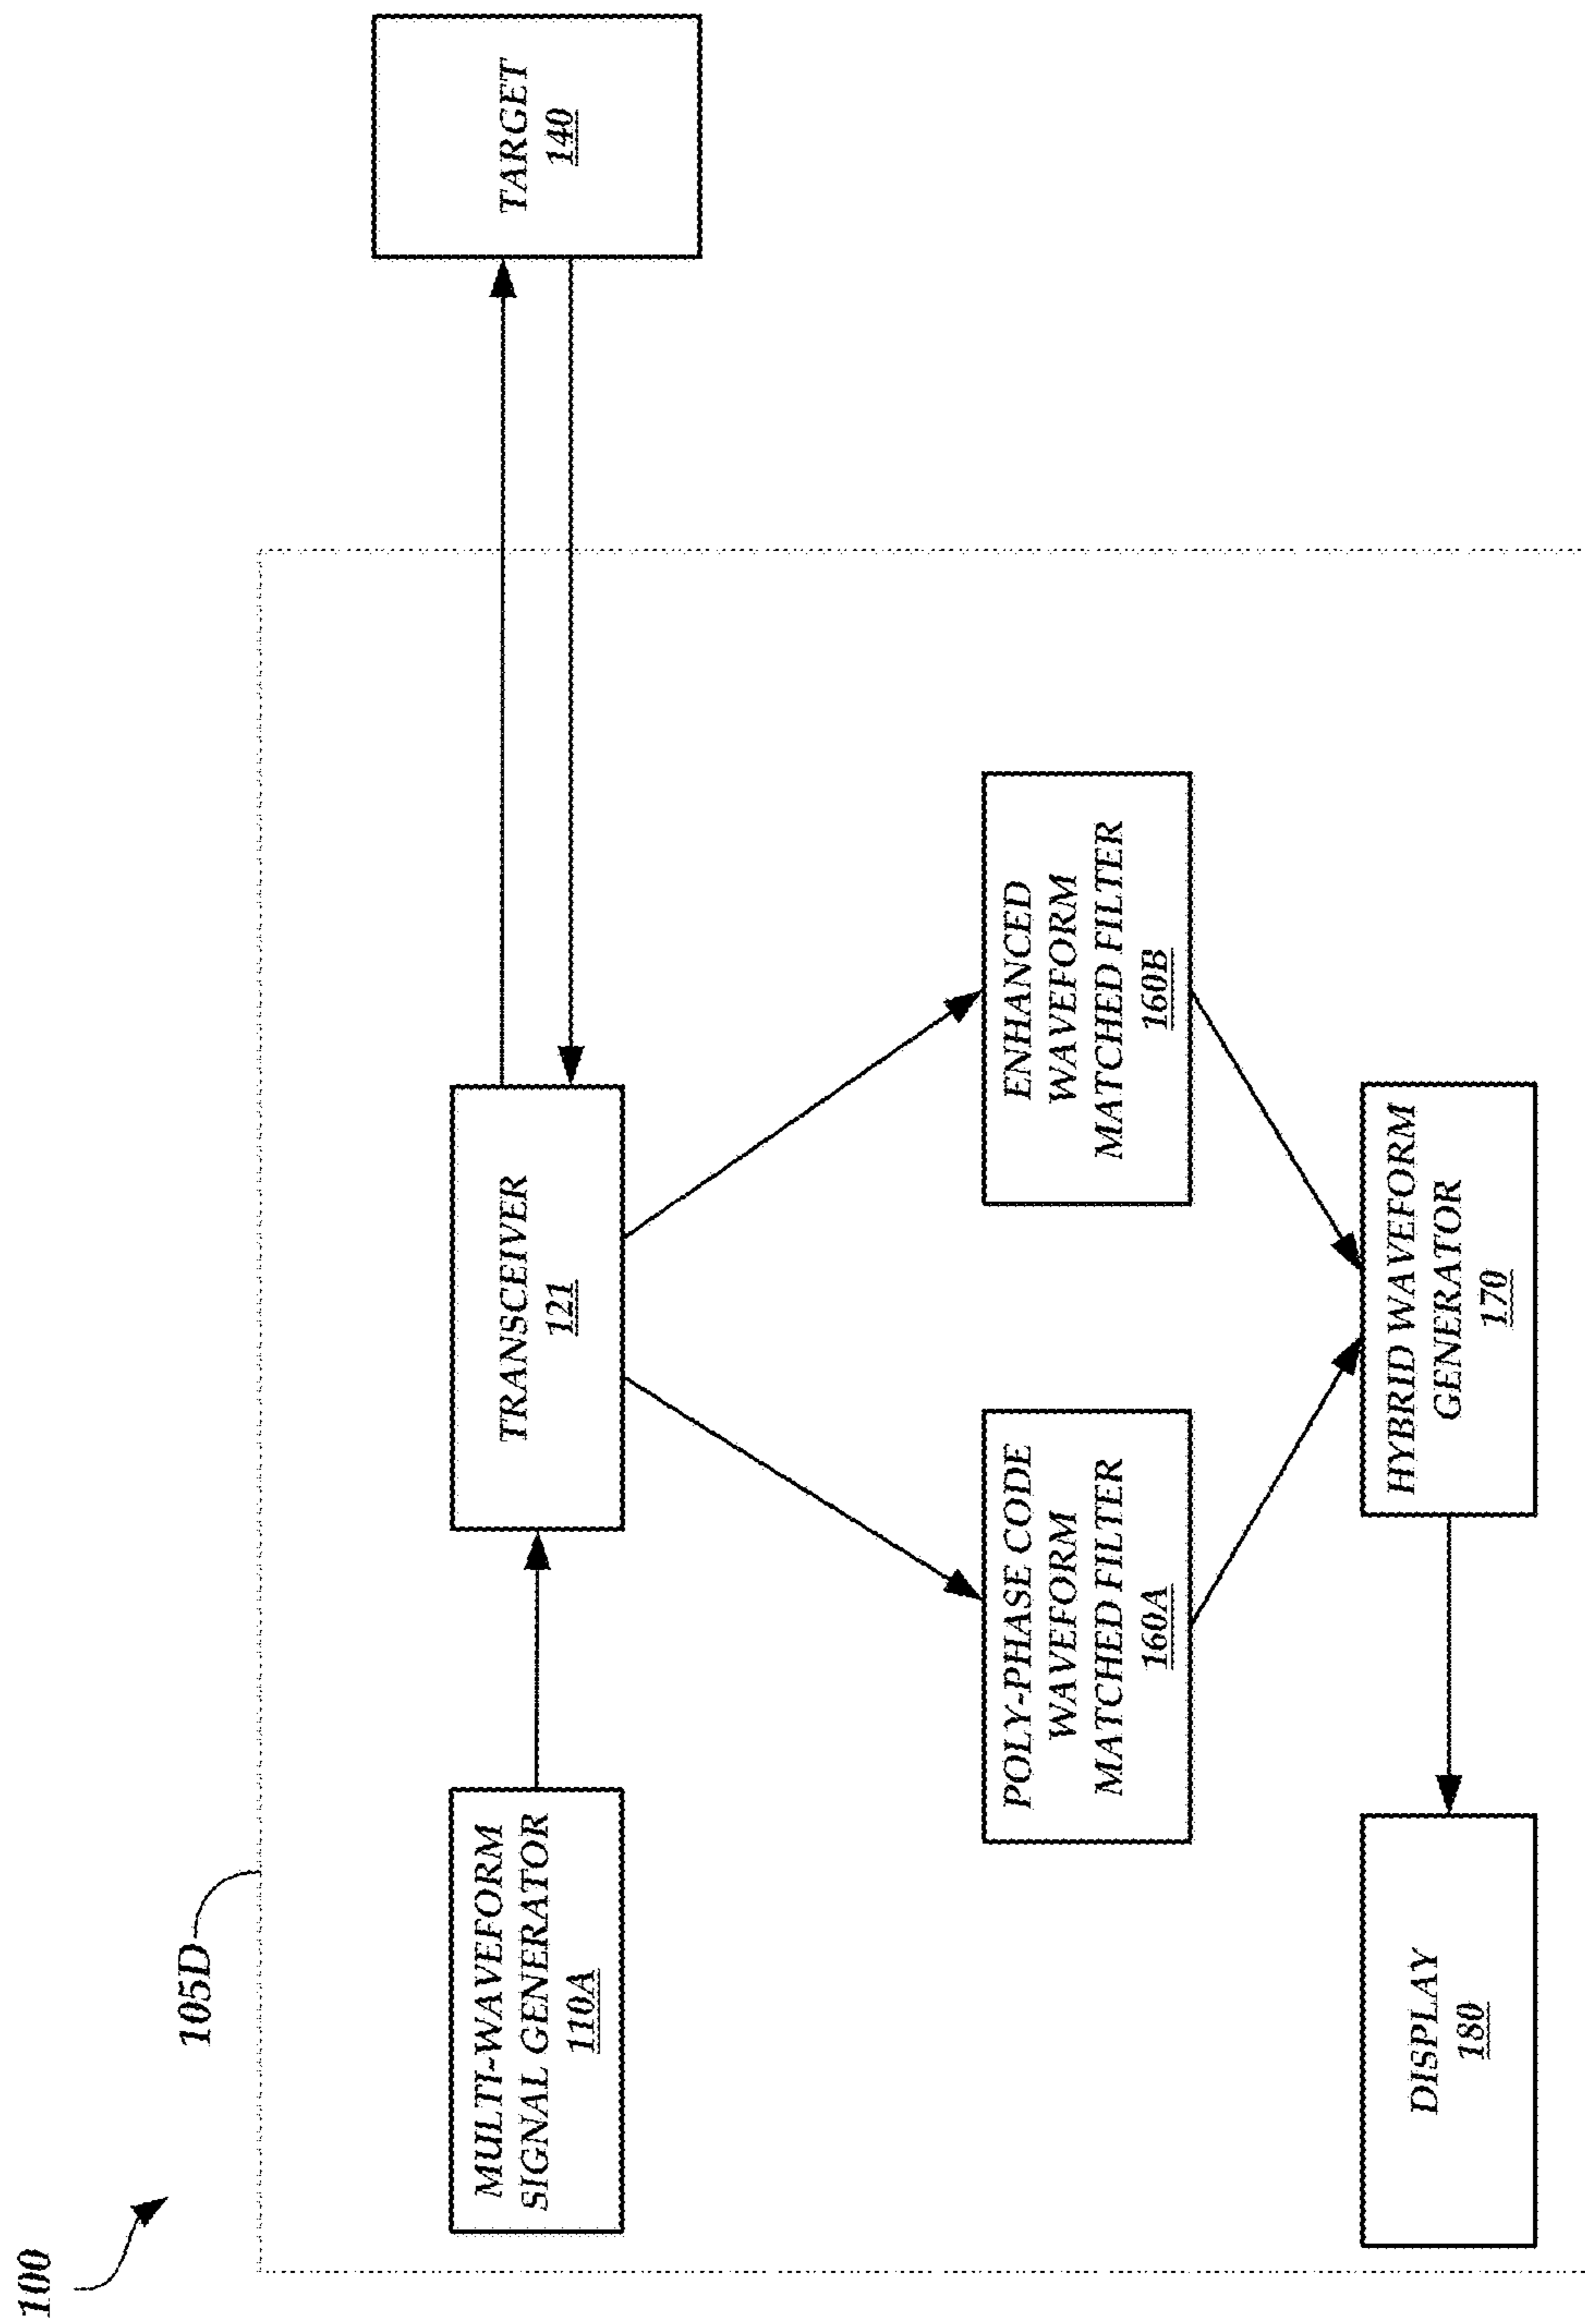 100
105D
MULTI-WAVEFORM
SIGNAL GENERATOR
110A
TRANSCEIVER
121
TARGET
140
POLY-PHASE CODE
WAVEFORM
MATCHED FILTER
160A
ENHANCED
WAVEFORM
MATCHED FILTER
160B
DISPLAY
180
HYBRID WAVEFORM
GENERATOR
170